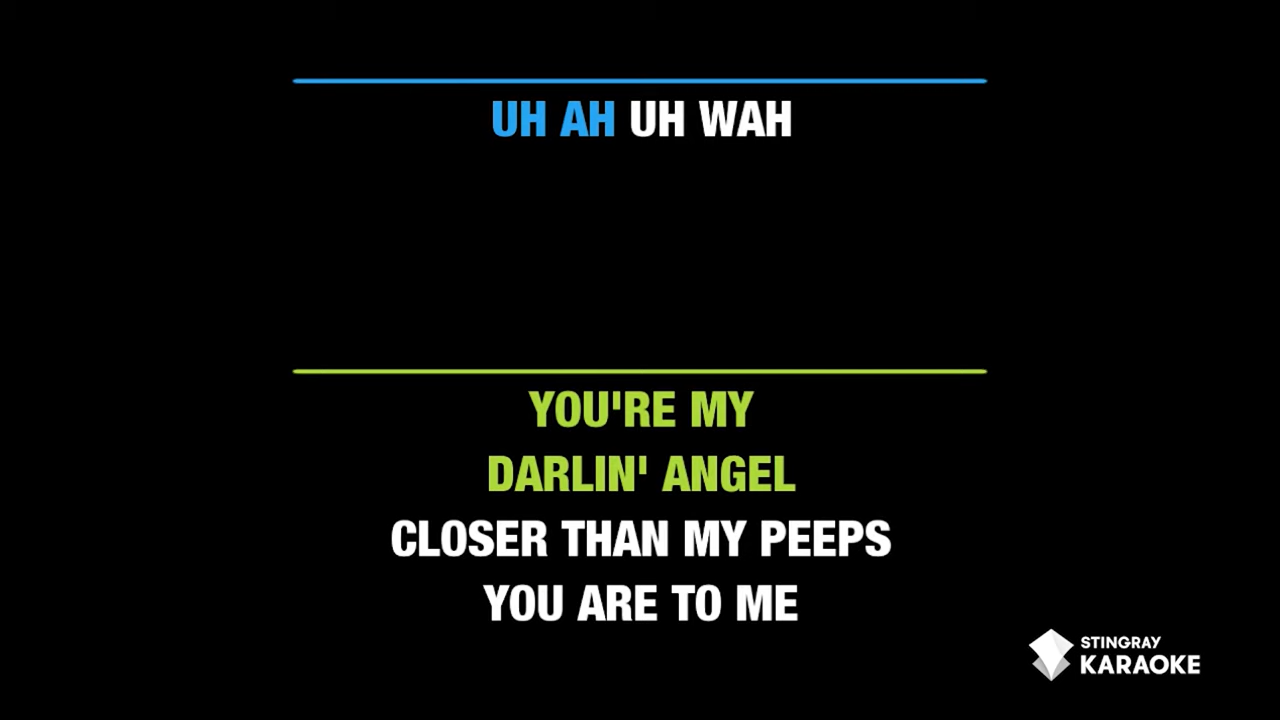 UH AH UH WAH
YOU'RE MY
DARLIN' ANGEL
CLOSER THAN MY PEEPS
YOU ARE TO ME
STINGRAY
KARAOKE